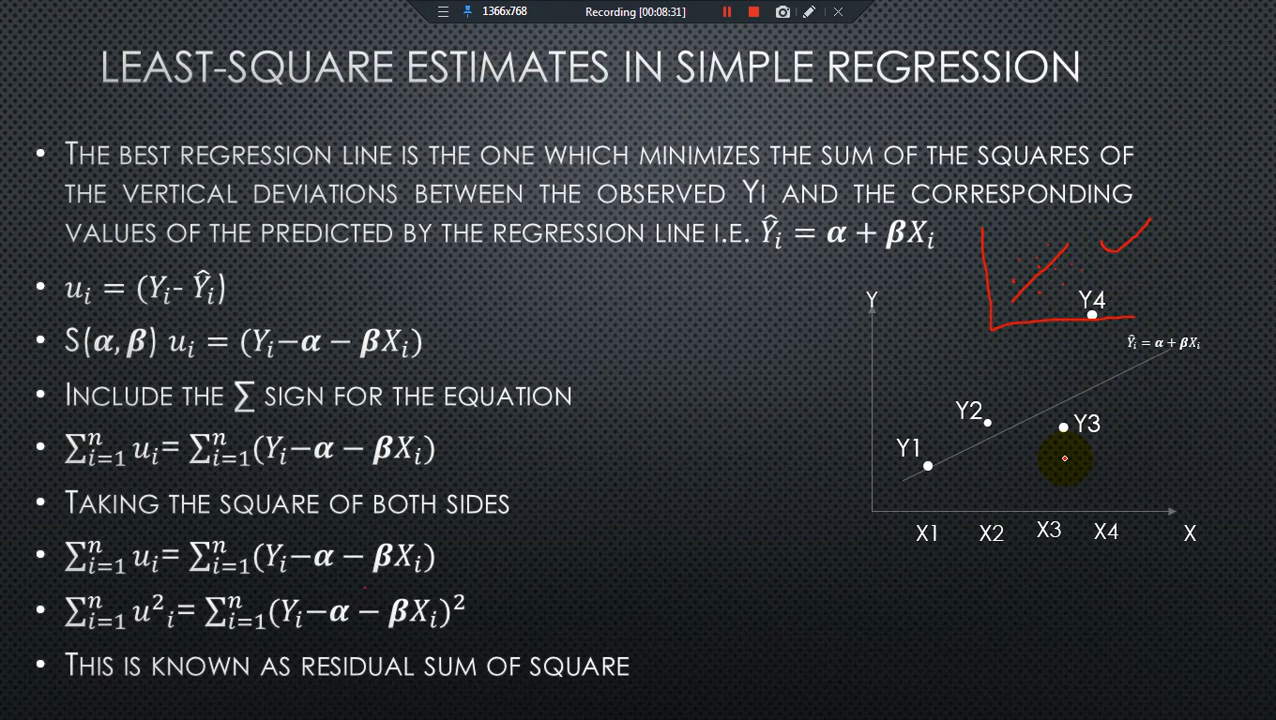 1366x768
Recording [00:08:31]
LEAST-SQUARE ESTIMATES IN SIMPLE REGRESSION
• THE BEST REGRESSION LINE IS THE ONE WHICH MINIMIZES THE SUM OF THE SQUARES OF
THE VERTICAL DEVIATIONS BETWEEN THE OBSERVED YI AND THE CORRESPONDING
VALUES OF THE PREDICTED BY THE REGRESSION LINE I.E. Ŷᵢ = α + βXᵢ
• uᵢ = (Yᵢ- Ŷᵢ)
• S(α, β) uᵢ = (Yᵢ−α − βXᵢ)
• INCLUDE THE ∑ SIGN FOR THE EQUATION
• ∑ⁿᵢ₌₁ uᵢ= ∑ⁿᵢ₌₁(Yᵢ−α − βXᵢ)
• TAKING THE SQUARE OF BOTH SIDES
• ∑ⁿᵢ₌₁ uᵢ= ∑ⁿᵢ₌₁(Yᵢ−α − βXᵢ)
• ∑ⁿᵢ₌₁ u²ᵢ= ∑ⁿᵢ₌₁(Yᵢ−α − βXᵢ)²
• THIS IS KNOWN AS RESIDUAL SUM OF SQUARE
Y
Y4
Ŷᵢ = α + βXᵢ
Y2
Y3
Y1
X1 X2 X3 X4 X